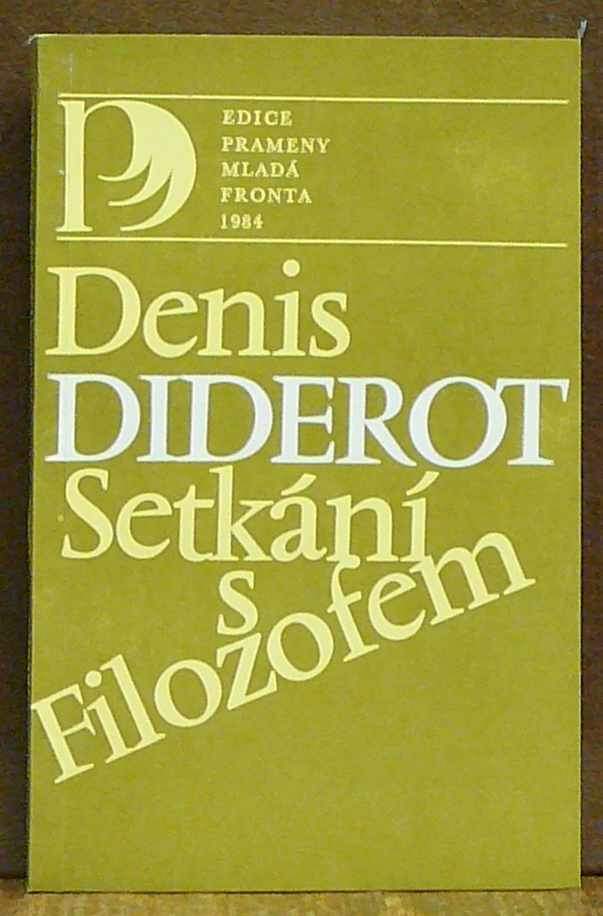 EDICE
PRAMENY
MLADÁ
FRONTA
1984
Denis
DIDEROT
Setkání
s
Filozofem